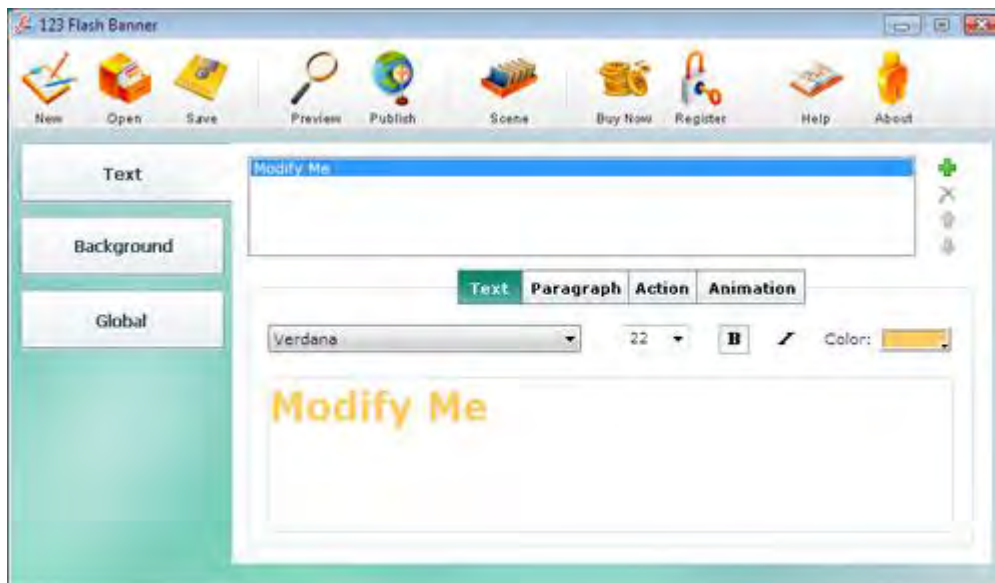 123 Flash Banner
New Open Save Preview Publish Scene Buy Now Register Help About
Text
Modify Me
Background
Text Paragraph Action Animation
Global
Verdana 22 B I Color:
Modify Me